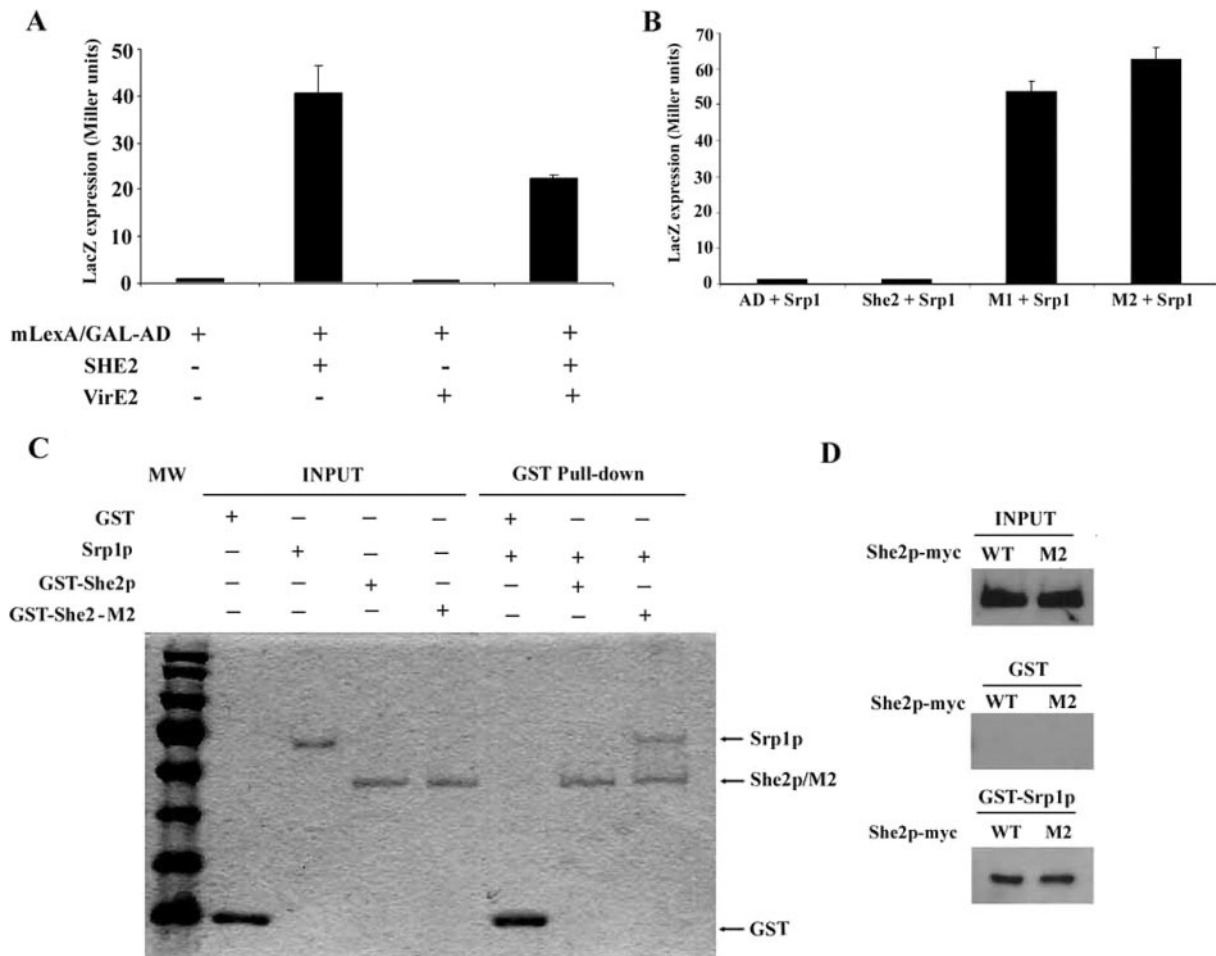 A
LacZ expression (Miller units)
50
40
30
20
10
0
mLexA/GAL-AD + + + +
SHE2 - + - +
VirE2 - - + +
B
LacZ expression (Miller units)
70
60
50
40
30
20
10
0
AD + Srp1 She2 + Srp1 M1 + Srp1 M2 + Srp1
C
MW INPUT GST Pull-down
GST + – – – + – –
Srp1p – + – – + + +
GST-She2p – – + – – + –
GST-She2-M2 – – – + – – +
Srp1p
She2p/M2
GST
D
INPUT
She2p-myc WT M2
GST
She2p-myc WT M2
GST-Srp1p
She2p-myc WT M2